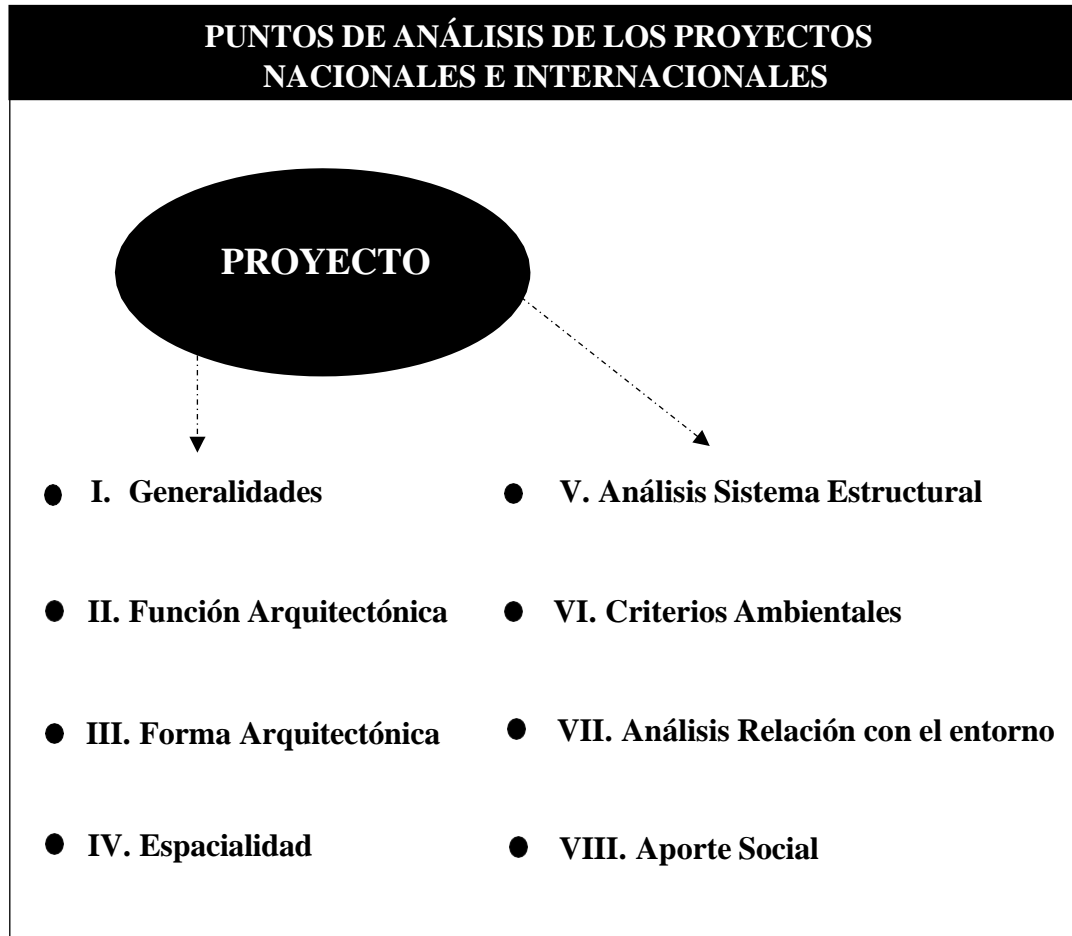 PUNTOS DE ANÁLISIS DE LOS PROYECTOS
NACIONALES E INTERNACIONALES
PROYECTO
I. Generalidades
II. Función Arquitectónica
III. Forma Arquitectónica
IV. Espacialidad
V. Análisis Sistema Estructural
VI. Criterios Ambientales
VII. Análisis Relación con el entorno
VIII. Aporte Social